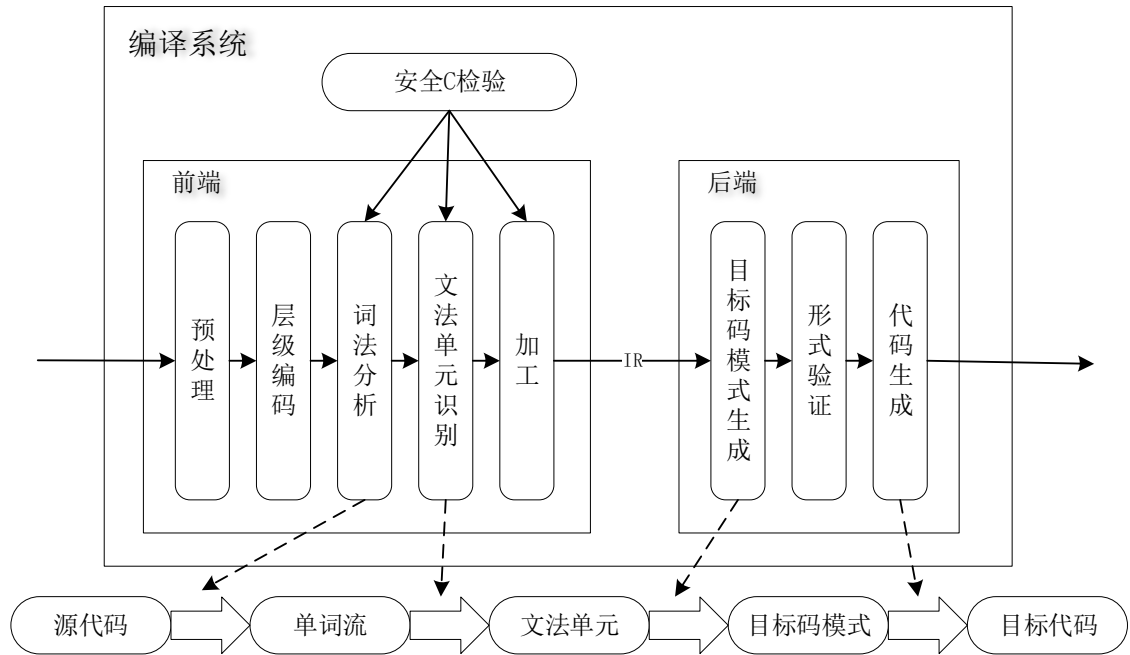 编译系统
安全C检验
前端
后端
预处理
层级编码
词法分析
文法单元识别
加工
IR
目标码模式生成
形式验证
代码生成
源代码
单词流
文法单元
目标码模式
目标代码